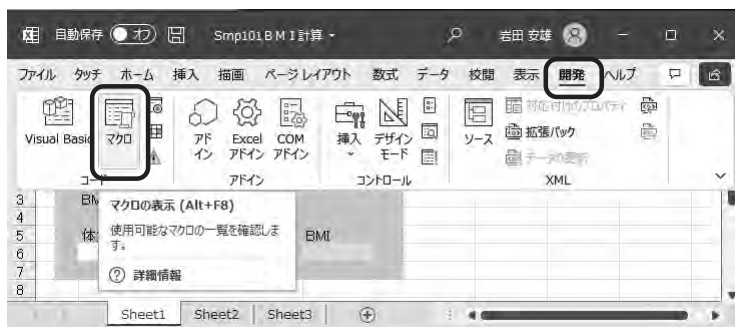 自動保存 オフ Smp101ＢＭＩ計算 岩田 安雄
ファイル タッチ ホーム 挿入 描画 ページ レイアウト 数式 データ 校閲 表示 開発 ヘルプ
Visual Basic マクロ アド
イン Excel
アドイン COM
アドイン 挿入 デザイン
モード ソース 対応付けのプロパティ
拡張パック
データの更新
コード アドイン コントロール XML
3 BM
4
5 体 BMI
6
7
8
マクロの表示 (Alt+F8)
使用可能なマクロの一覧を確認しま
す。
詳細情報
Sheet1 Sheet2 Sheet3